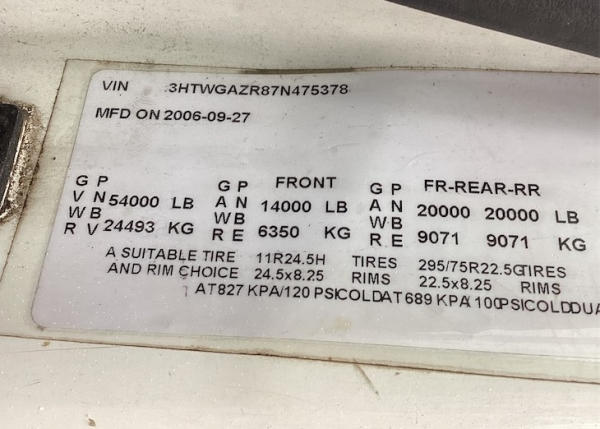 VIN 3HTWGAZR87N475378
MFD ON 2006-09-27
G P FRONT G P FR-REAR-RR
V N 54000 LB G P A N 14000 LB A N 20000 20000 LB
W B W B W B
R V 24493 KG R E 6350 KG R E 9071 9071 KG
A SUITABLE TIRE 11R24.5H TIRES 295/75R22.5GTIRES
AND RIM CHOICE 24.5x8.25 RIMS 22.5x8.25 RIMS
AT827 KPA/120 PSICOLDAT 689 KPA/100PSICOLDDUA